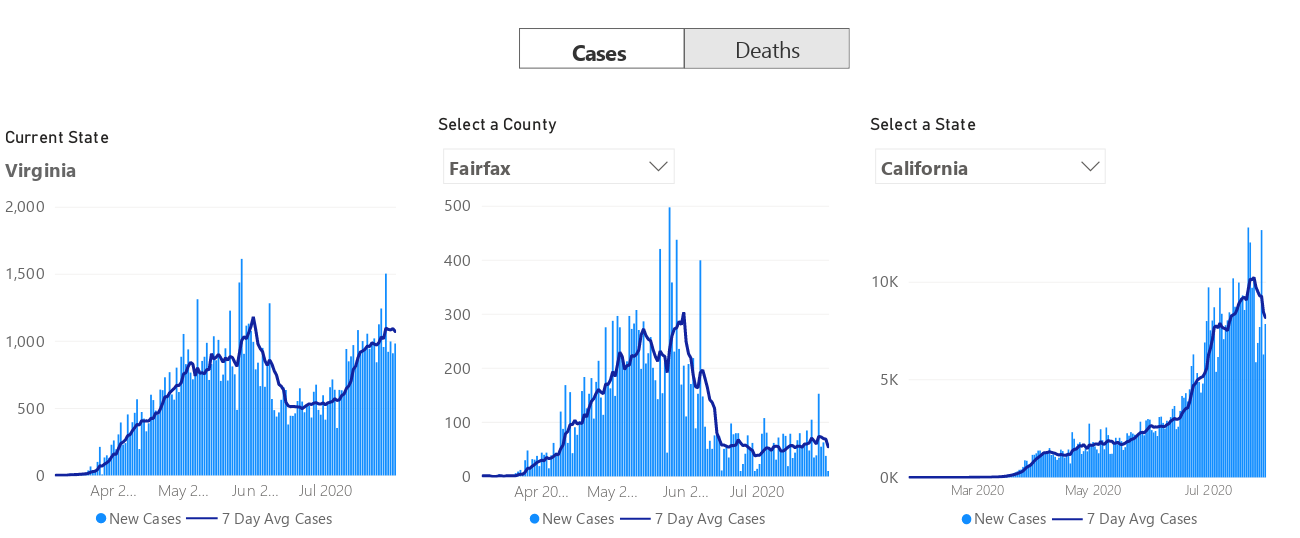 Cases
Deaths
Current State
Virginia
2,000
1,500
1,000
500
0
Apr 2...
May 2...
Jun 2...
Jul 2020
New Cases
7 Day Avg Cases
Select a County
Fairfax
500
400
300
200
100
0
Apr 20...
May 2...
Jun 2...
Jul 2020
New Cases
7 Day Avg Cases
Select a State
California
10K
5K
0K
Mar 2020
May 2020
Jul 2020
New Cases
7 Day Avg Cases